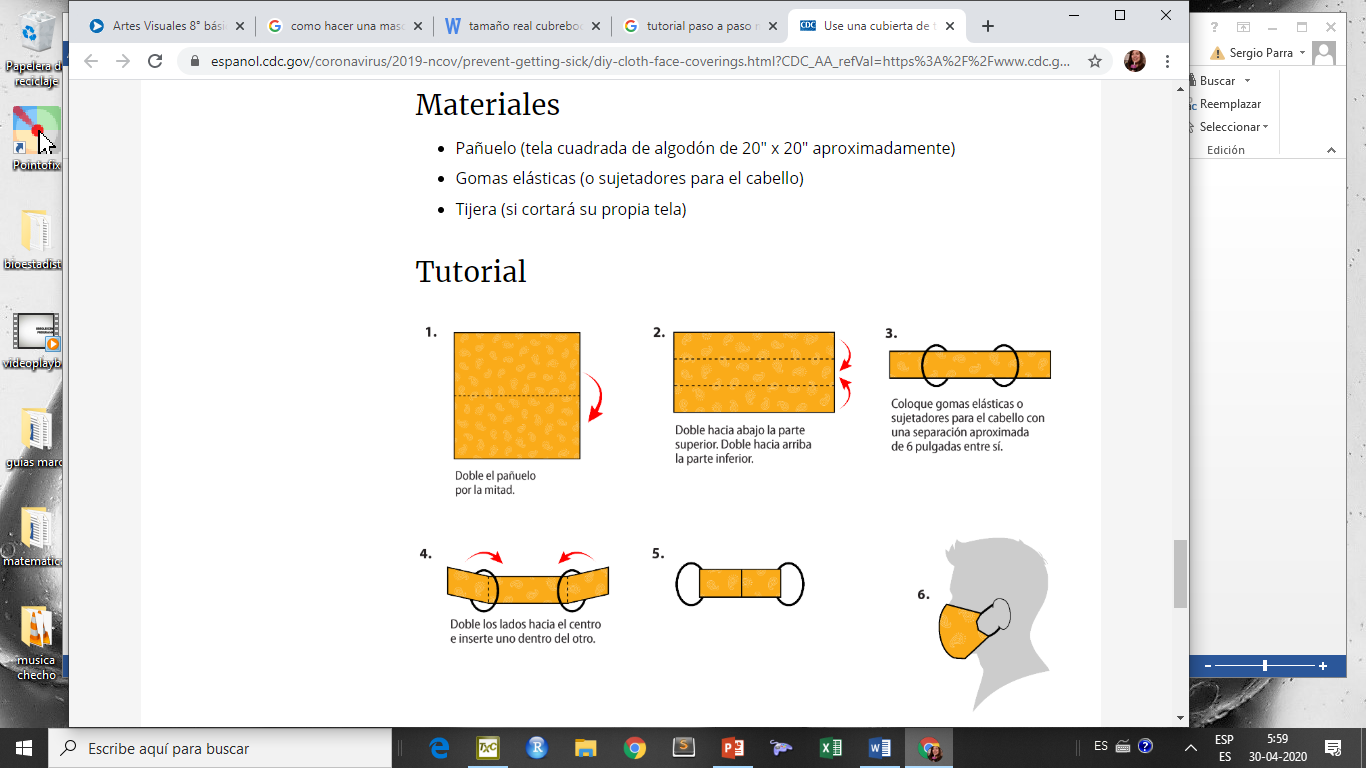 Artes Visuales 8° bási
como hacer una masc
tamaño real cubreboc
tutorial paso a paso m
Use una cubierta de t
espanol.cdc.gov/coronavirus/2019-ncov/prevent-getting-sick/diy-cloth-face-coverings.html?CDC_AA_refVal=https%3A%2F%2Fwww.cdc.g...
Sergio Parra
Buscar
Reemplazar
Seleccionar
Edición
Papelera d
reciclaje
Pointofix
bioestadist
videoplayb
guias marc
matematic
musica
checho
Materiales
Pañuelo (tela cuadrada de algodón de 20" x 20" aproximadamente)
Gomas elásticas (o sujetadores para el cabello)
Tijera (si cortará su propia tela)
Tutorial
1.
Doble el pañuelo
por la mitad.
2.
Doble hacia abajo la parte
superior. Doble hacia arriba
la parte inferior.
3.
Coloque gomas elásticas o
sujetadores para el cabello con
una separación aproximada
de 6 pulgadas entre sí.
4.
Doble los lados hacia el centro
e inserte uno dentro del otro.
5.
6.
Escribe aquí para buscar
ES
ESP
ES
5:59
30-04-2020